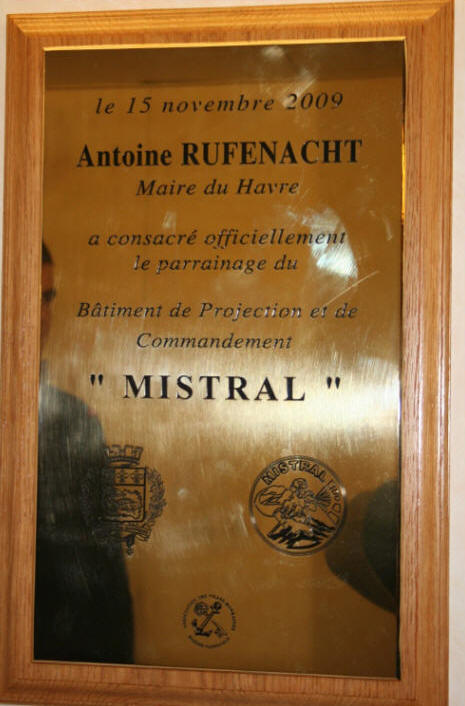 le 15 novembre 2009
Antoine RUFENACHT
Maire du Havre
a consacré officiellement
le parrainage du
Bâtiment de Projection et de
Commandement
" MISTRAL "
MISTRAL